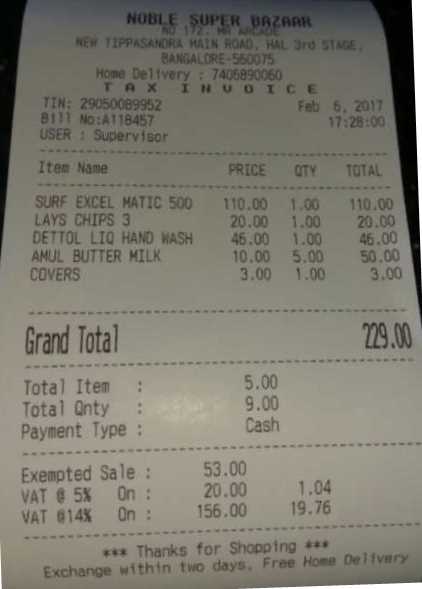 NOBLE SUPER BAZAAR
NO 172, MR ARCADE
NEW TIPPASANDRA MAIN ROAD, HAL 3rd STAGE,
BANGALORE-560075
Home Delivery : 7406890060
TAX INVOICE
TIN: 29050089952 Feb 6, 2017
Bill No:A118457 17:28:00
USER : Supervisor
Item Name PRICE QTY TOTAL
SURF EXCEL MATIC 500 110.00 1.00 110.00
LAYS CHIPS 3 20.00 1.00 20.00
DETTOL LIQ HAND WASH 46.00 1.00 46.00
AMUL BUTTER MILK 10.00 5.00 50.00
COVERS 3.00 1.00 3.00
Grand Total 229.00
Total Item : 5.00
Total Qnty : 9.00
Payment Type : Cash
Exempted Sale : 53.00
VAT @ 5% On : 20.00 1.04
VAT @14% On : 156.00 19.76
*** Thanks for Shopping ***
Exchange within two days, Free Home Delivery